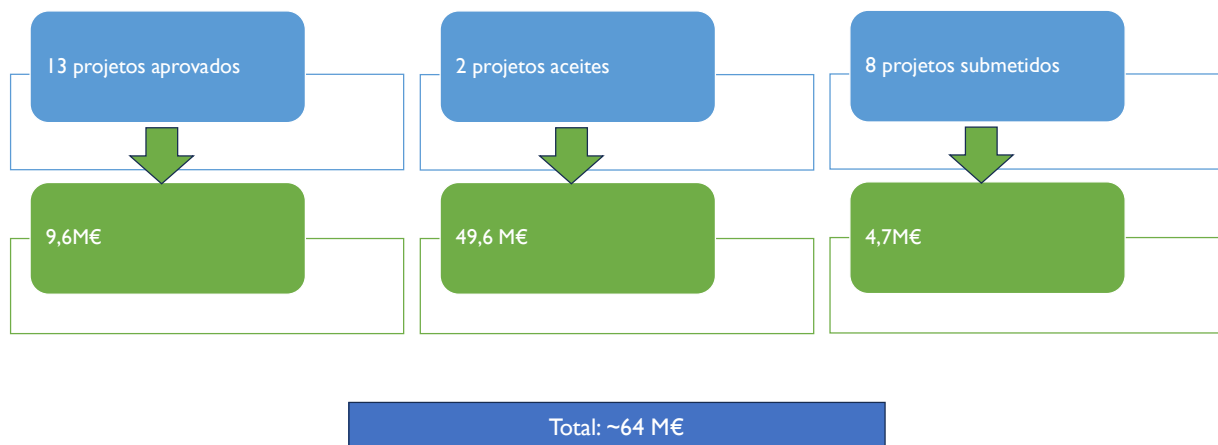 13 projetos aprovados
2 projetos aceites
8 projetos submetidos
9,6M€
49,6 M€
4,7M€
Total: ~64 M€